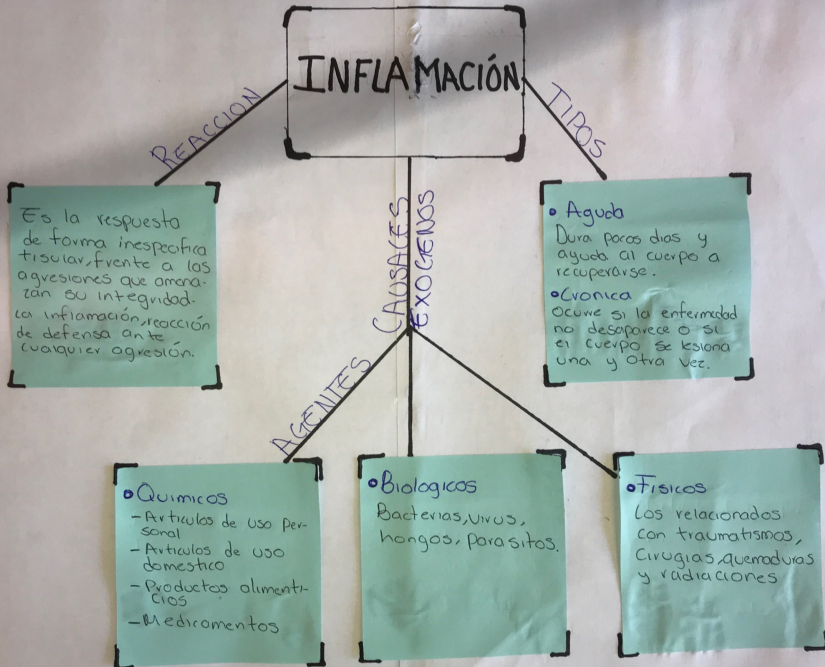 INFLAMACIÓN
REACCION
TIPOS
Es la respuesta
de forma inespecifica
tisular, frente a las
agresiones que amena-
zan su integridad.
La inflamación, reacción
de defensa ante
cualquier agresión.
CAUSALES
EXOGENOS
• Aguda
Dura pocos dias y
ayuda al cuerpo a
recuperarse.
• Cronica
ocurre si la enfermedad
no desaparece o si
el cuerpo se lesiona
una y otra vez.
AGENTES
• Quimicos
- Articulos de uso per-
sonal
- Articulos de uso
domestico
- Productos alimenti-
cios
- Medicamentos
• Biologicos
Bacterias, virus,
hongos, parasitos.
• Fisicos
Los relacionados
con traumatismos,
cirugias, quemaduras
y radiaciones